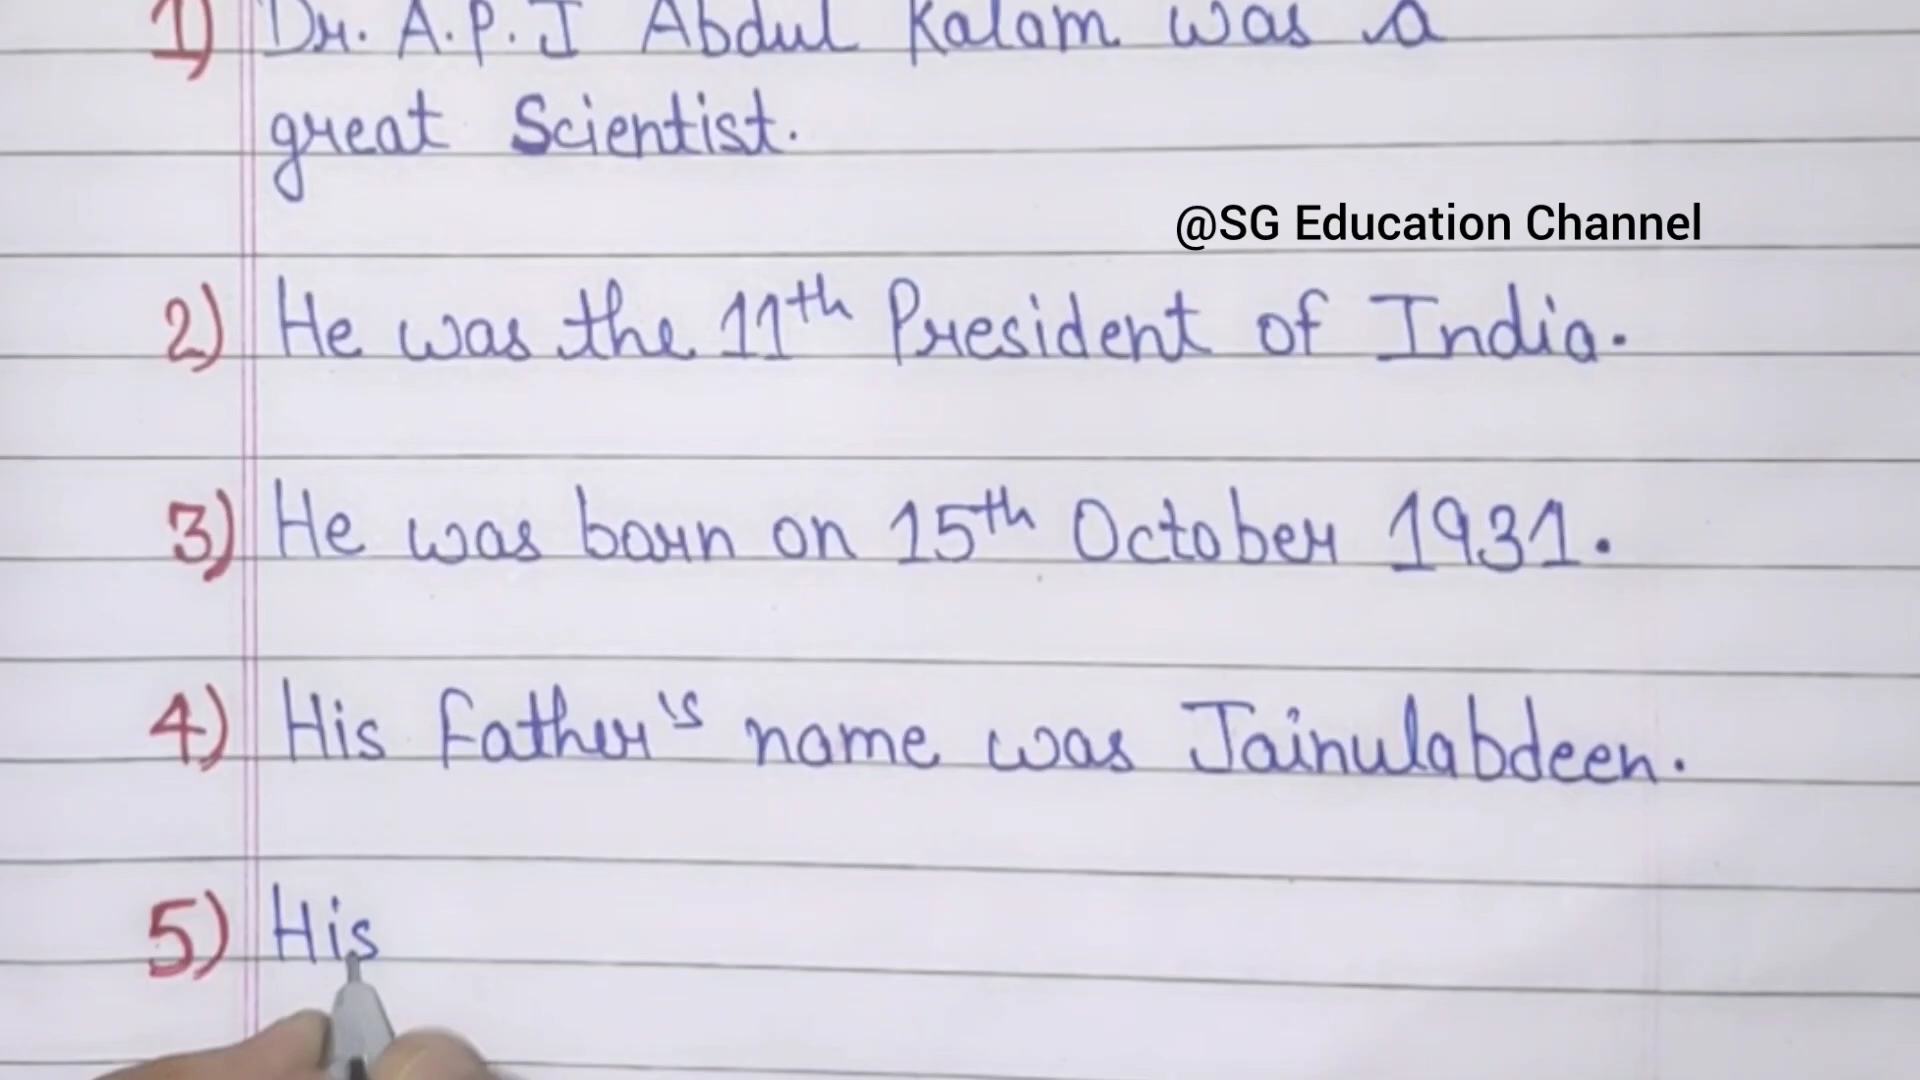 1) Dr. A.P.J Abdul Kalam was a
great Scientist.
@SG Education Channel
2) He was the 11th President of India.
3) He was born on 15th October 1931.
4) His Father's name was Jainulabdeen.
5) His